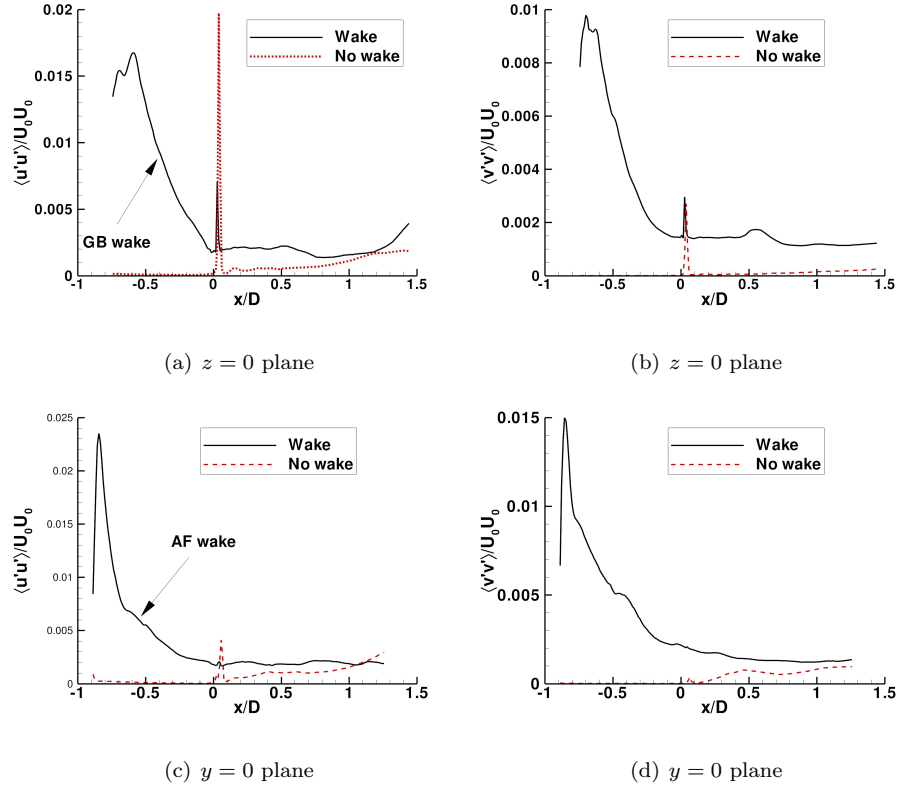 0.02
0.015
0.01
0.005
0
⟨u'u'⟩/U₀U₀
Wake
No wake
GB wake
-1 -0.5 0 0.5 1 1.5
x/D
(a) z = 0 plane
0.01
0.008
0.006
0.004
0.002
0
⟨v'v'⟩/U₀U₀
Wake
No wake
-1 -0.5 0 0.5 1 1.5
x/D
(b) z = 0 plane
0.025
0.02
0.015
0.01
0.005
0
⟨u'u'⟩/U₀U₀
Wake
No wake
AF wake
-1 -0.5 0 0.5 1 1.5
x/D
(c) y = 0 plane
0.015
0.01
0.005
0
⟨v'v'⟩/U₀U₀
Wake
No wake
-1 -0.5 0 0.5 1 1.5
x/D
(d) y = 0 plane